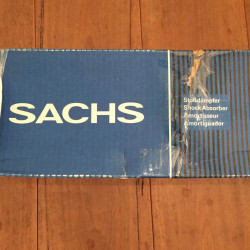 SACHS
Stoßdämpfer
Shock Absorber
Amortisseur
Amortiguador